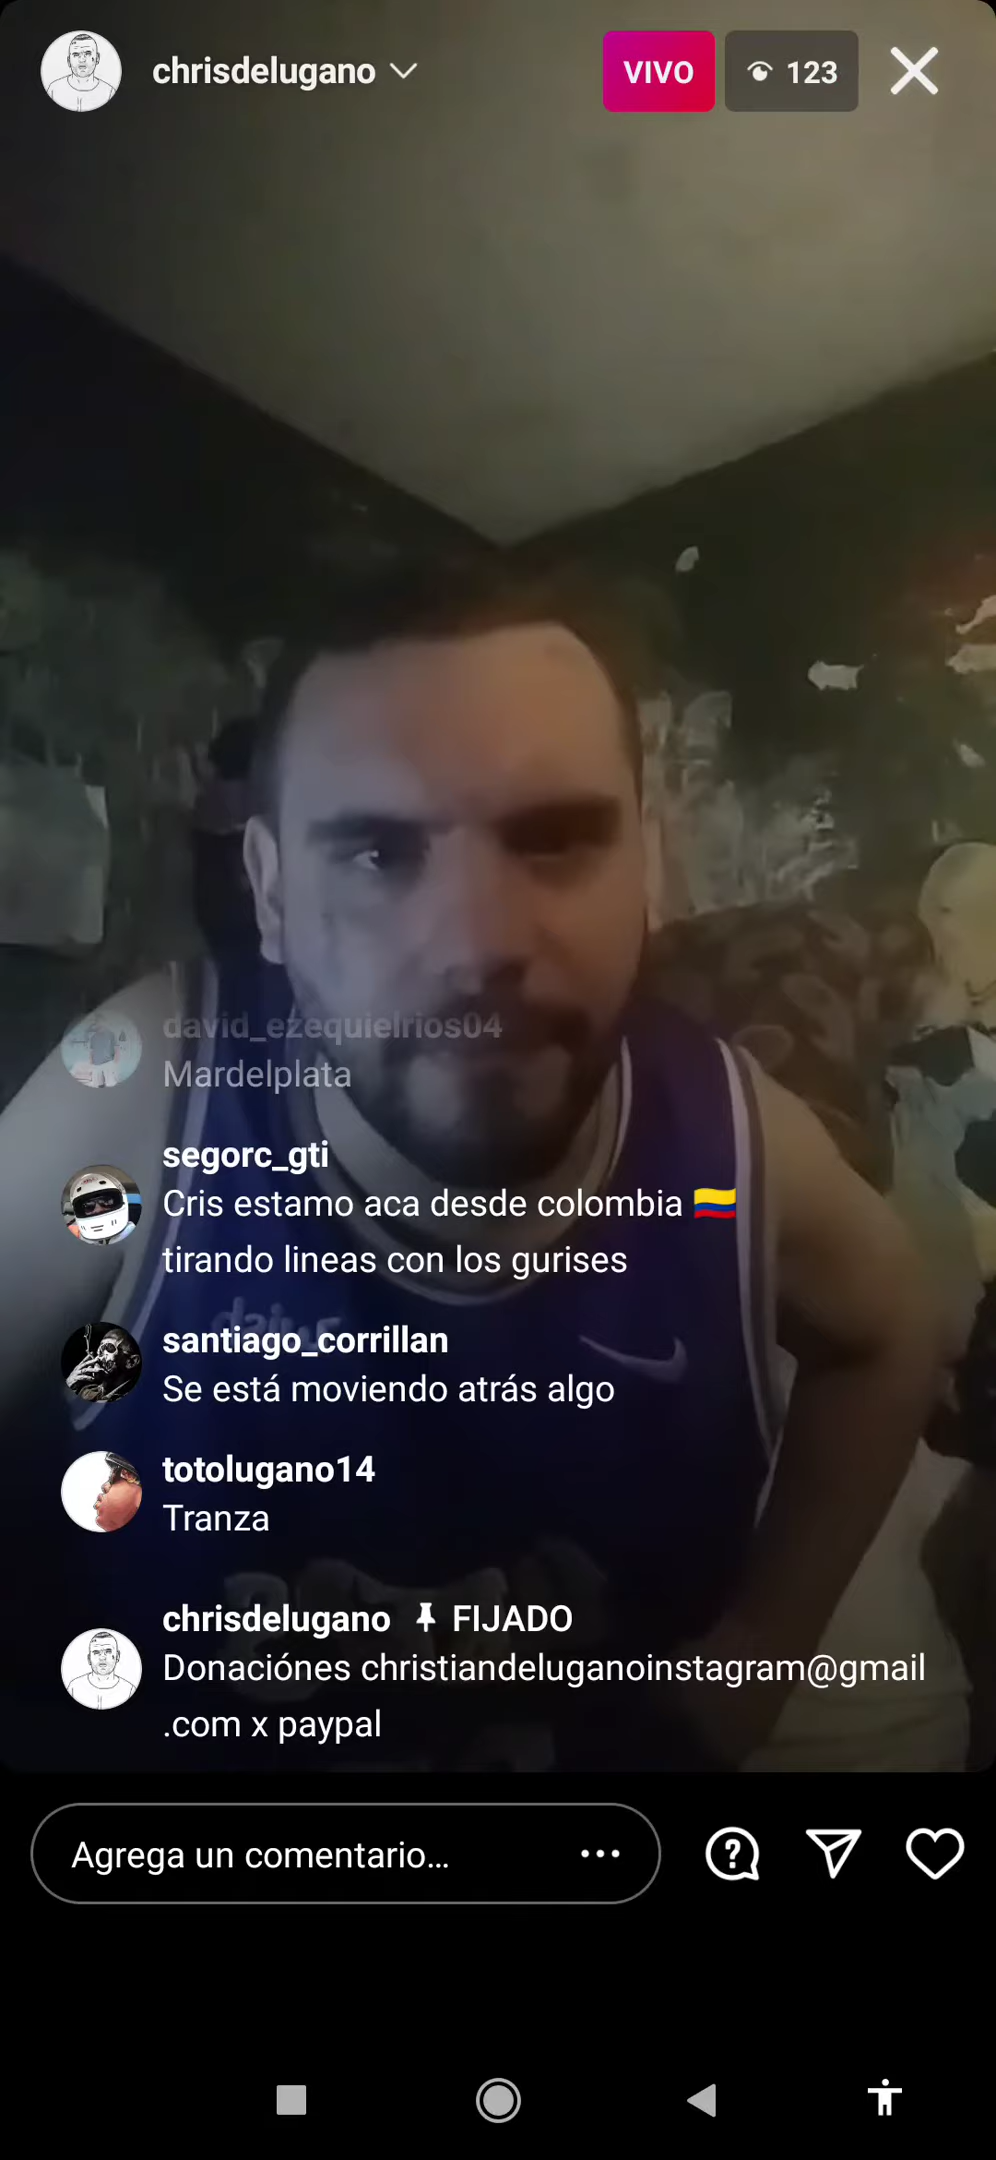 chrisdelugano
VIVO
123
david_ezequielrios04
Mardelplata
segorc_gti
Cris estamo aca desde colombia 🇨🇴
tirando lineas con los gurises
santiago_corrillan
Se está moviendo atrás algo
totolugano14
Tranza
chrisdelugano 📌 FIJADO
Donaciónes christiandeluganoinstagram@gmail
.com x paypal
Agrega un comentario...